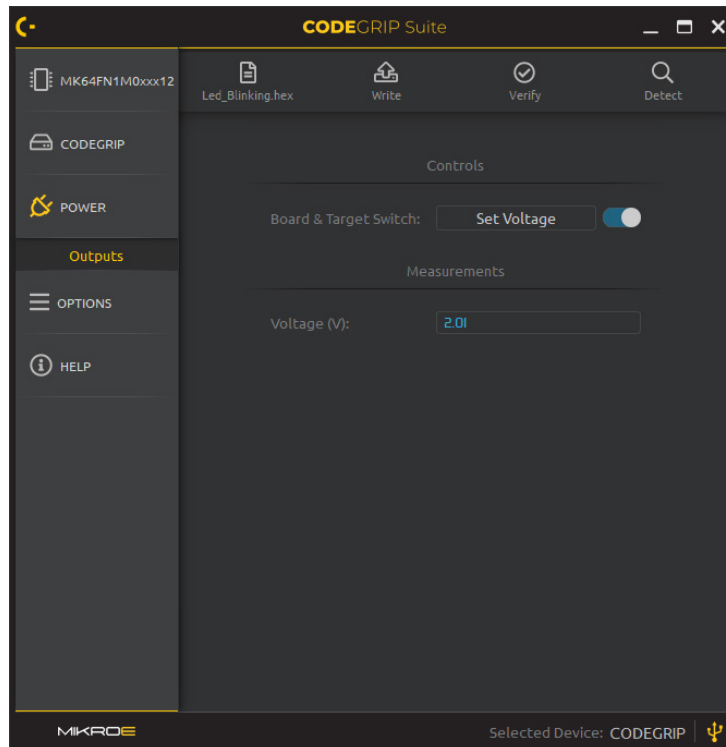 CODEGRIP Suite
MK64FN1M0xxx12
Led_Blinking.hex
Write
Verify
Detect
CODEGRIP
POWER
Outputs
OPTIONS
HELP
Controls
Board & Target Switch:
Set Voltage
Measurements
Voltage (V):
2.01
MIKROE
Selected Device: CODEGRIP